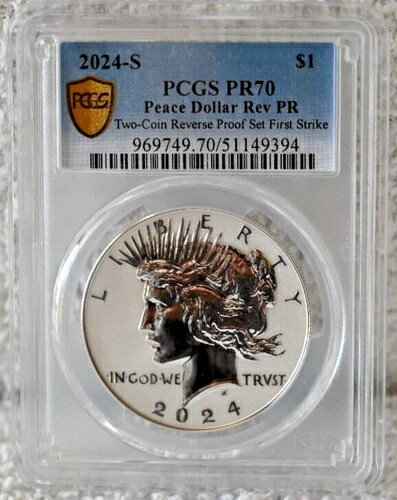 2024-S $1
PCGS PR70
Peace Dollar Rev PR
Two-Coin Reverse Proof Set First Strike
969749.70/51149394
PCGS
LIBERTY
IN GOD WE TRVST
2024